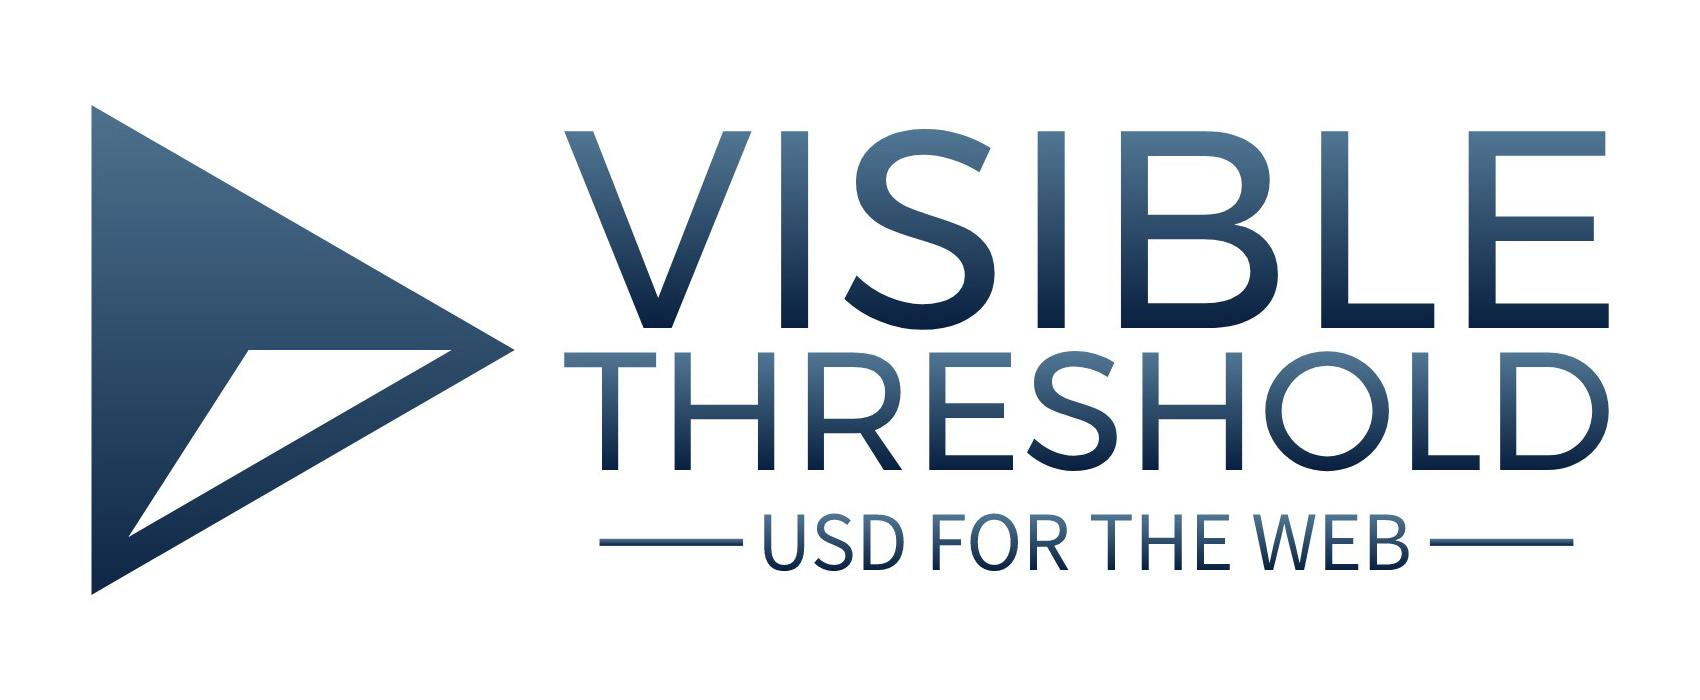 VISIBLE
THRESHOLD
USD FOR THE WEB